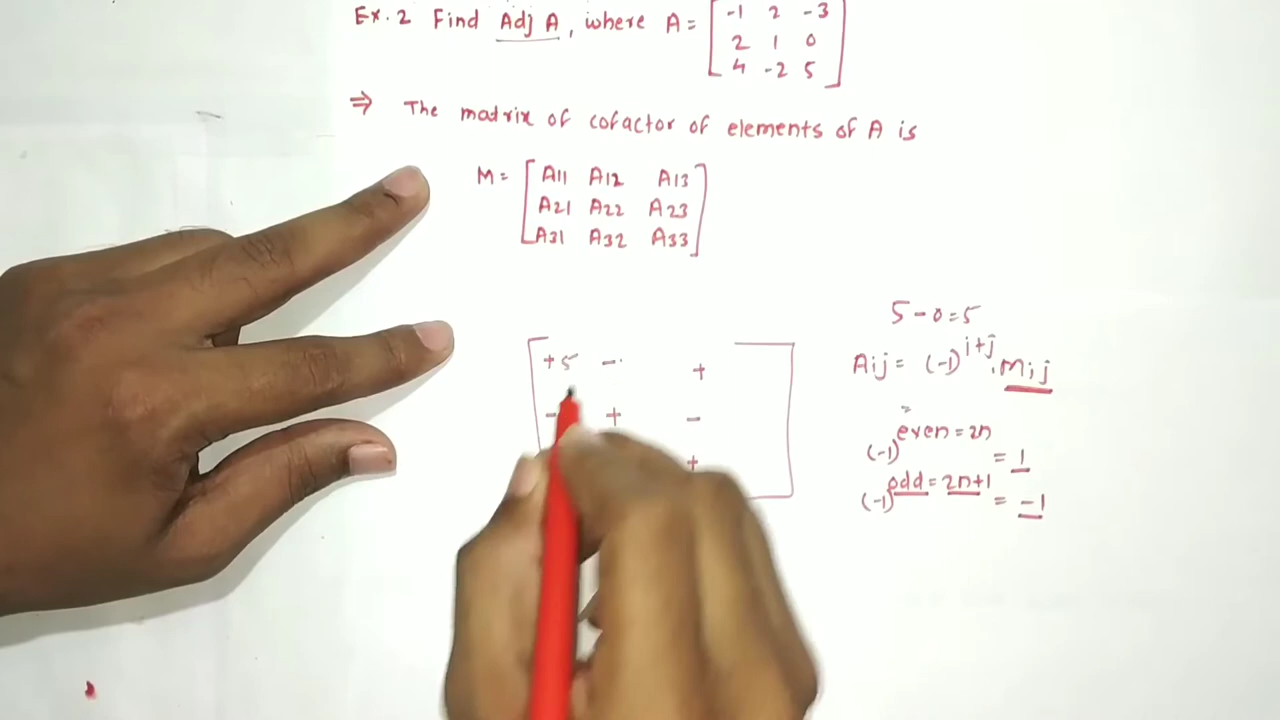 Ex.2 Find Adj A, where A = [ -1 2 -3
2 1 0
4 -2 5 ]
⇒ The matrix of cofactor of elements of A is
M = [ A11 A12 A13
A21 A22 A23
A31 A32 A33 ]
5 - 0 = 5
+5 - +
- + -
+
Aij = (-1)^i+j . Mij
=
(-1)^even = 2n = 1
(-1)^odd = 2n+1 = -1